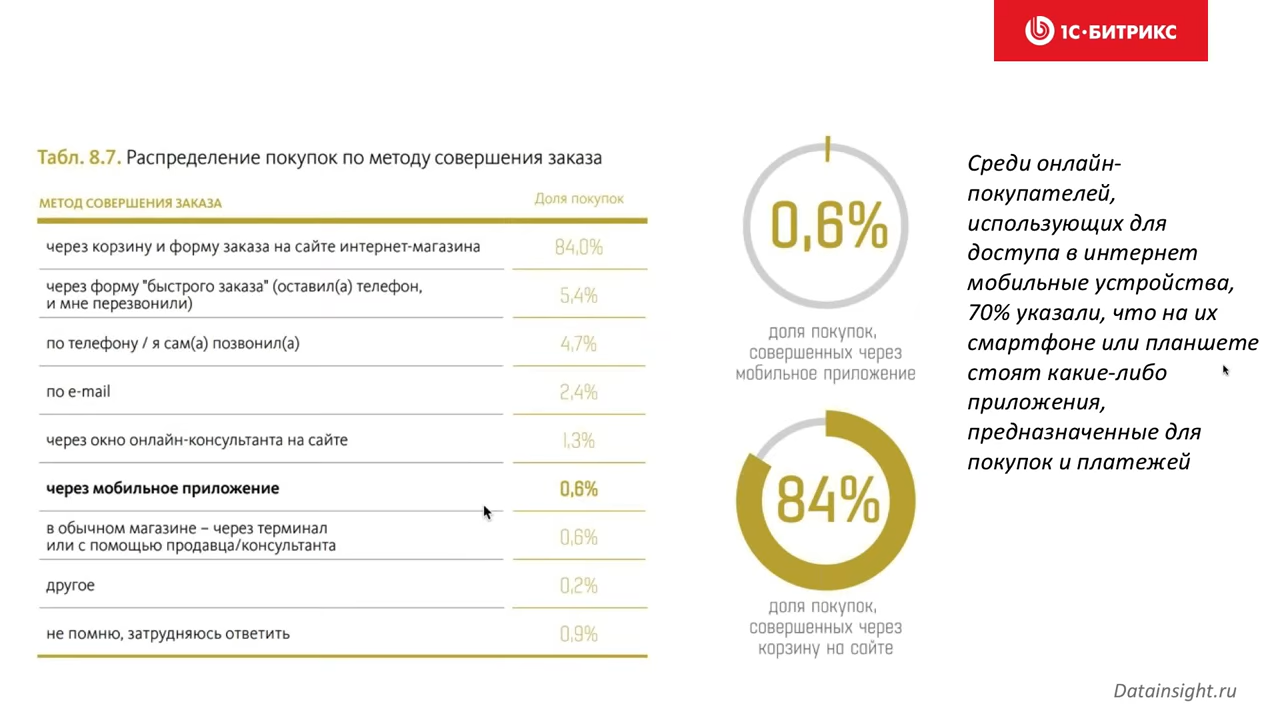 1С•БИТРИКС
Табл. 8.7. Распределение покупок по методу совершения заказа
МЕТОД СОВЕРШЕНИЯ ЗАКАЗА Доля покупок
через корзину и форму заказа на сайте интернет-магазина 84,0%
через форму "быстрого заказа" (оставил(а) телефон,
и мне перезвонили) 5,4%
по телефону / я сам(а) позвонил(а) 4,7%
по e-mail 2,4%
через окно онлайн-консультанта на сайте 1,3%
через мобильное приложение 0,6%
в обычном магазине – через терминал
или с помощью продавца/консультанта 0,6%
другое 0,2%
не помню, затрудняюсь ответить 0,9%
0,6%
доля покупок,
совершенных через
мобильное приложение
84%
доля покупок,
совершенных через
корзину на сайте
Среди онлайн-
покупателей,
использующих для
доступа в интернет
мобильные устройства,
70% указали, что на их
смартфоне или планшете
стоят какие-либо
приложения,
предназначенные для
покупок и платежей
Datainsight.ru